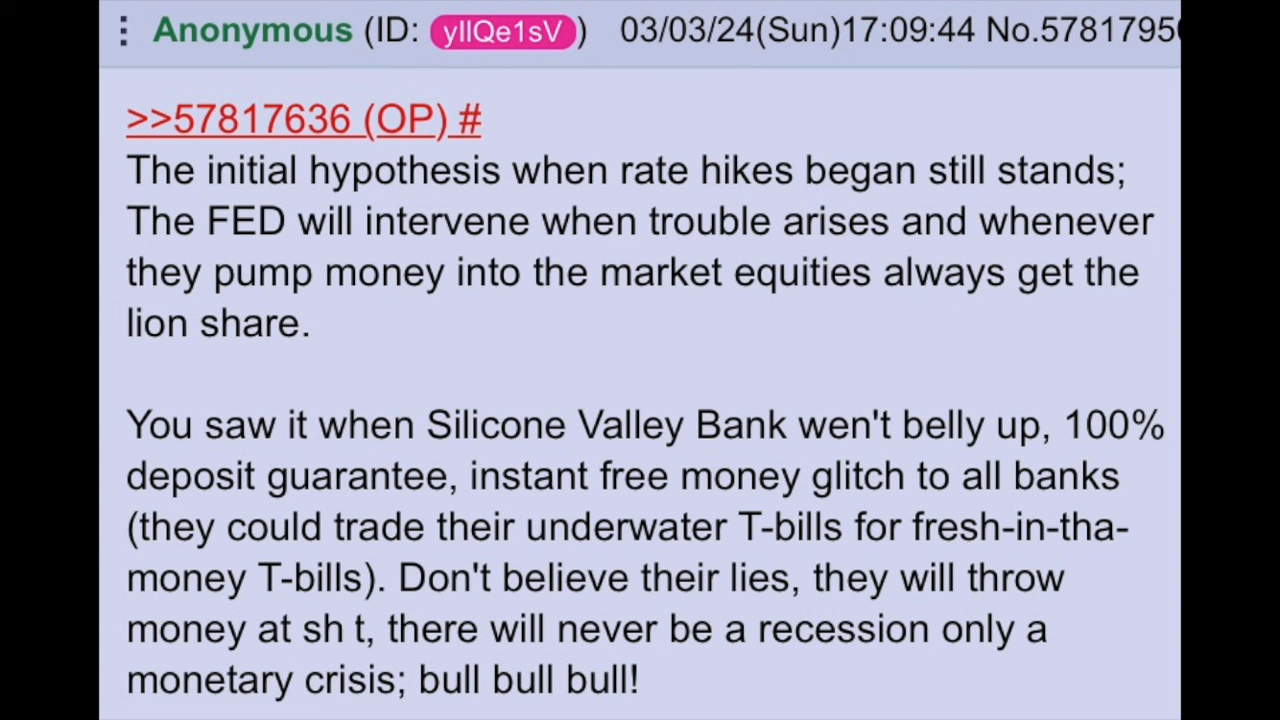 Anonymous (ID: yIIQe1sV) 03/03/24(Sun)17:09:44 No.5781795
>>57817636 (OP) #
The initial hypothesis when rate hikes began still stands;
The FED will intervene when trouble arises and whenever
they pump money into the market equities always get the
lion share.
You saw it when Silicone Valley Bank wen't belly up, 100%
deposit guarantee, instant free money glitch to all banks
(they could trade their underwater T-bills for fresh-in-tha-
money T-bills). Don't believe their lies, they will throw
money at sh t, there will never be a recession only a
monetary crisis; bull bull bull!